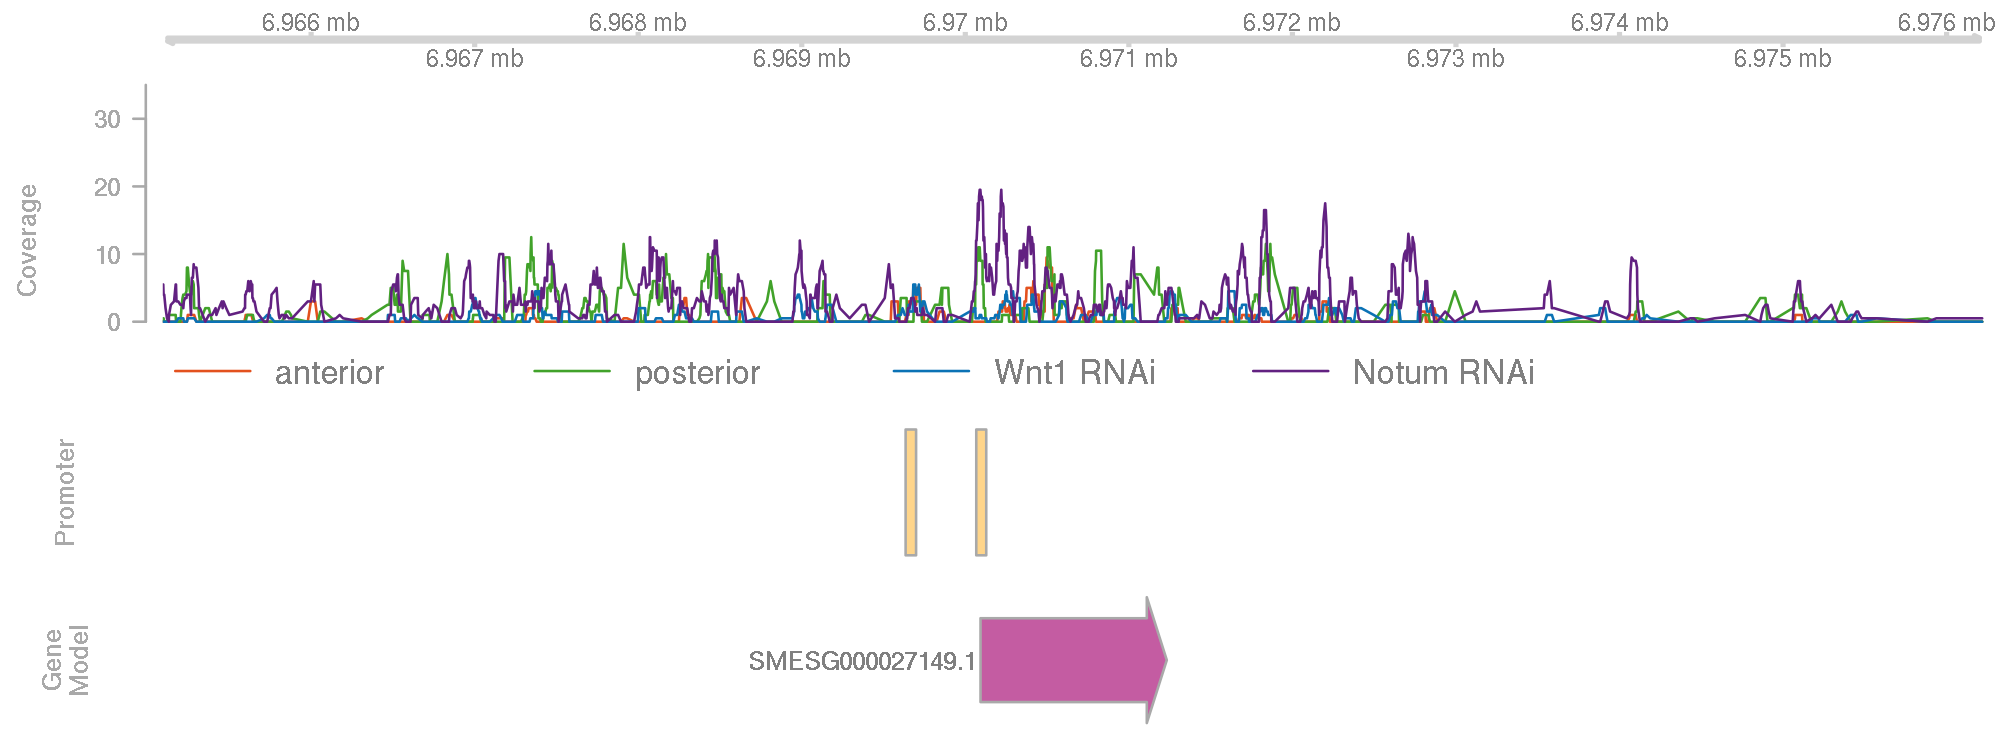 6.966 mb 6.968 mb 6.97 mb 6.972 mb 6.974 mb 6.976 mb
6.967 mb 6.969 mb 6.971 mb 6.973 mb 6.975 mb
Coverage
30
20
10
0
anterior posterior Wnt1 RNAi Notum RNAi
Promoter
Gene
Model
SMESG000027149.1